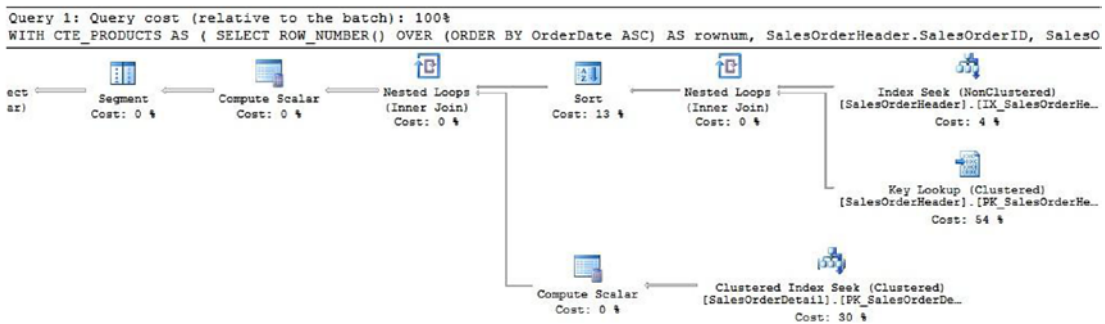 Query 1: Query cost (relative to the batch): 100%
WITH CTE_PRODUCTS AS ( SELECT ROW_NUMBER() OVER (ORDER BY OrderDate ASC) AS rownum, SalesOrderHeader.SalesOrderID, SalesO
ect
ar)
Segment
Cost: 0 %
Compute Scalar
Cost: 0 %
Nested Loops
(Inner Join)
Cost: 0 %
Sort
Cost: 13 %
Nested Loops
(Inner Join)
Cost: 0 %
Index Seek (NonClustered)
[SalesOrderHeader].[IX_SalesOrderHe…
Cost: 4 %
Key Lookup (Clustered)
[SalesOrderHeader].[PK_SalesOrderHe…
Cost: 54 %
Compute Scalar
Cost: 0 %
Clustered Index Seek (Clustered)
[SalesOrderDetail].[PK_SalesOrderDe…
Cost: 30 %